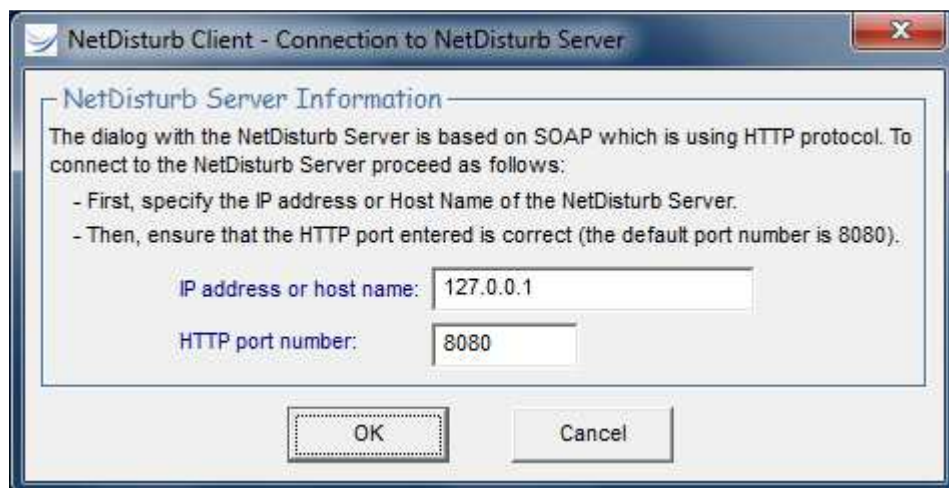 NetDisturb Client - Connection to NetDisturb Server
NetDisturb Server Information
The dialog with the NetDisturb Server is based on SOAP which is using HTTP protocol. To
connect to the NetDisturb Server proceed as follows:
- First, specify the IP address or Host Name of the NetDisturb Server.
- Then, ensure that the HTTP port entered is correct (the default port number is 8080).
IP address or host name: 127.0.0.1
HTTP port number: 8080
OK Cancel